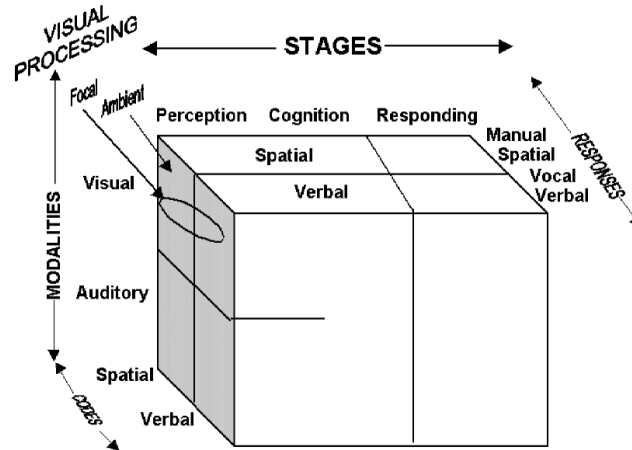 VISUAL
PROCESSING
STAGES
Focal
Ambient
Perception Cognition Responding
Manual
Spatial
Vocal
Verbal
RESPONSES
Spatial
Visual
Verbal
MODALITIES
Auditory
Spatial
Verbal
CODES